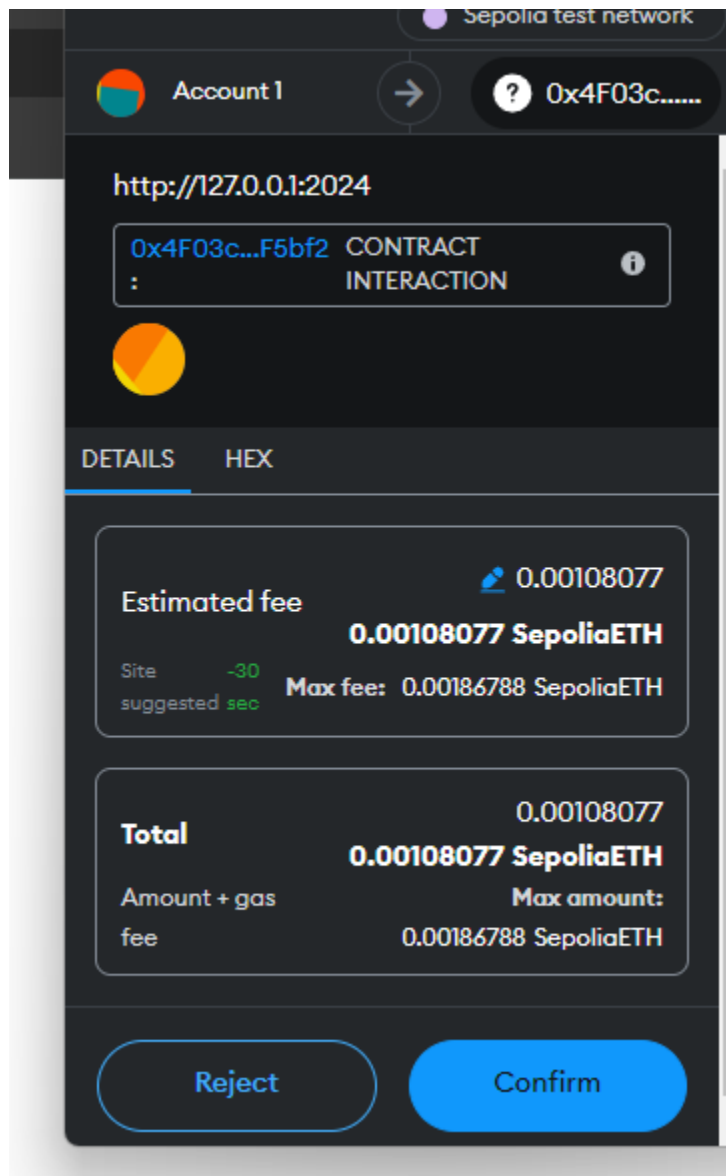 Sepolia test network
Account 1
? 0x4F03c......
http://127.0.0.1:2024
0x4F03c...F5bf2 CONTRACT
: INTERACTION
DETAILS HEX
0.00108077
Estimated fee
0.00108077 SepoliaETH
Site -30
Max fee: 0.00186788 SepoliaETH
suggested sec
0.00108077
Total
0.00108077 SepoliaETH
Amount + gas Max amount:
fee 0.00186788 SepoliaETH
Reject Confirm